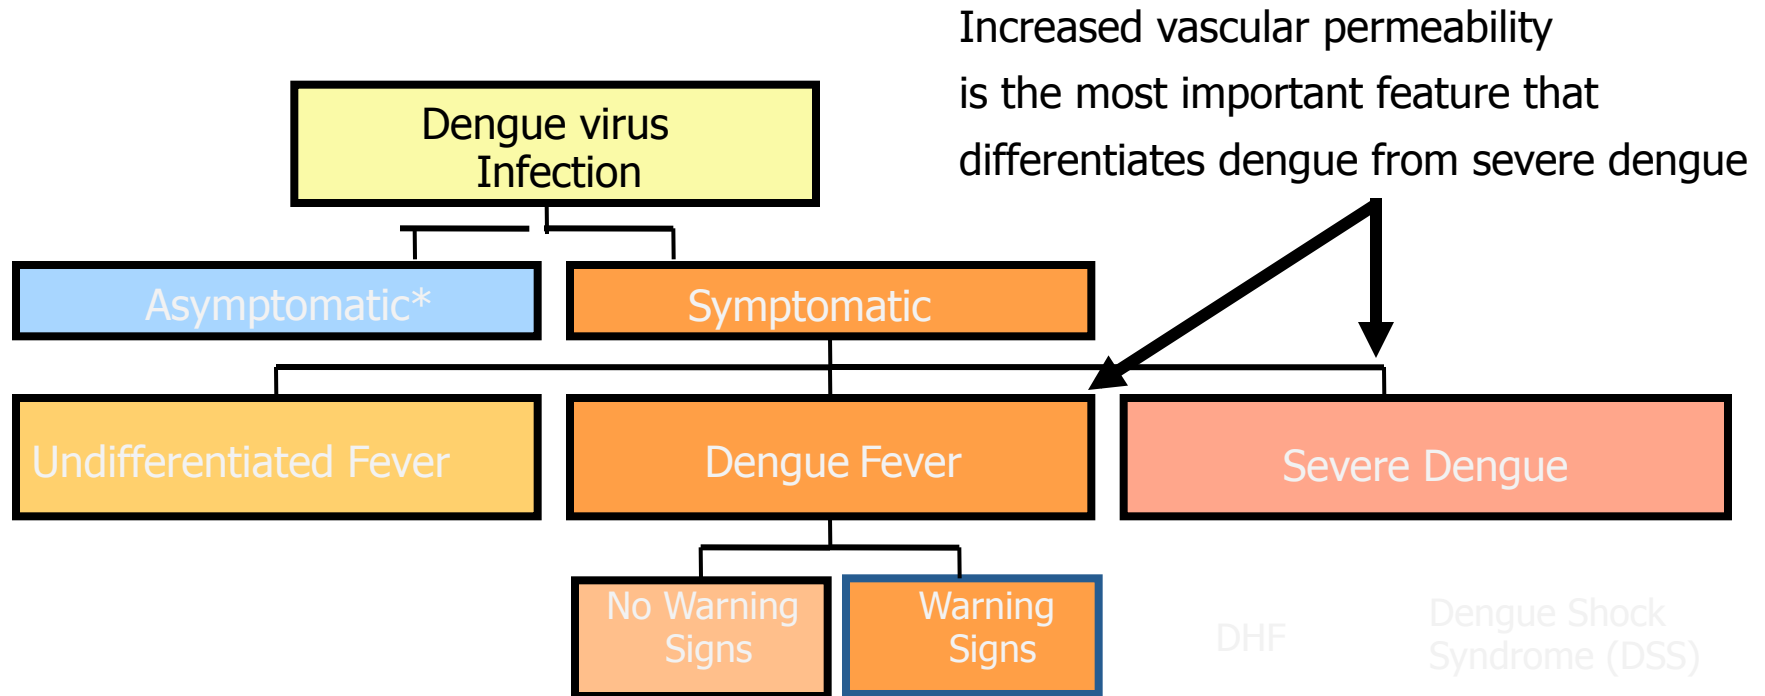 Increased vascular permeability
is the most important feature that
differentiates dengue from severe dengue
Dengue virus
Infection
Asymptomatic*
Symptomatic
Undifferentiated Fever
Dengue Fever
Severe Dengue
No Warning
Signs
Warning
Signs
DHF
Dengue Shock
Syndrome (DSS)